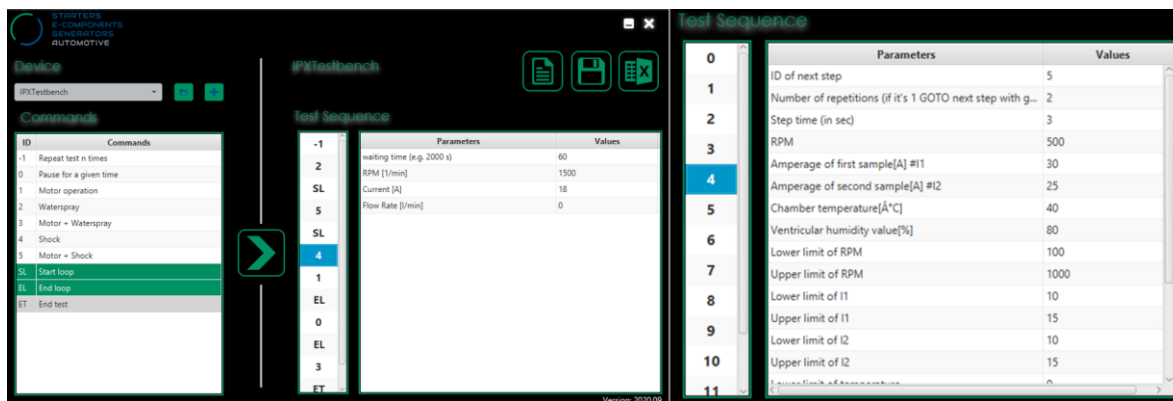 STARTERS
E-COMPONENTS
GENERATORS
AUTOMOTIVE
Device
IPXTestbench
IPXTestbench
Commands
ID Commands
-1 Repeat test n times
0 Pause for a given time
1 Motor operation
2 Waterspray
3 Motor + Waterspray
4 Shock
5 Motor + Shock
SL Start loop
EL End loop
ET End test
Test Sequence
-1
2
SL
5
SL
4
1
EL
0
EL
3
ET
Parameters Values
waiting time (e.g. 2000 s) 60
RPM [1/min] 1500
Current [A] 18
Flow Rate [l/min] 0
Version: 2020.09
Test Sequence
0
1
2
3
4
5
6
7
8
9
10
11
Parameters Values
ID of next step 5
Number of repetitions (if it's 1 GOTO next step with g... 2
Step time (in sec) 3
RPM 500
Amperage of first sample[A] #I1 30
Amperage of second sample[A] #I2 25
Chamber temperature[Â°C] 40
Ventricular humidity value[%] 80
Lower limit of RPM 100
Upper limit of RPM 1000
Lower limit of I1 10
Upper limit of I1 15
Lower limit of I2 10
Upper limit of I2 15
Lower limit of temperature 0